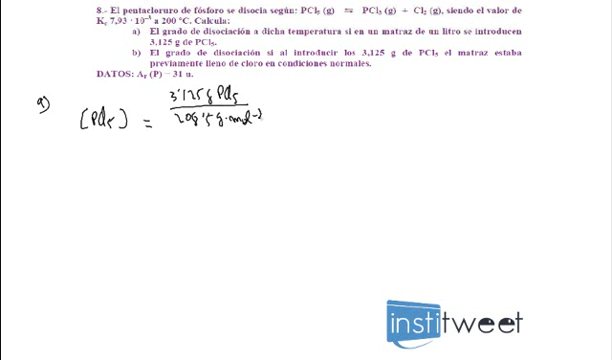 8.- El pentacloruro de fósforo se disocia según: PCl₅ (g) ⇌ PCl₃ (g) + Cl₂ (g), siendo el valor de
Kc 7,93 · 10⁻³ a 200 °C. Calcula:
a) El grado de disociación a dicha temperatura si en un matraz de un litro se introducen
3,125 g de PCl₅.
b) El grado de disociación si al introducir los 3,125 g de PCl₅ el matraz estaba
previamente lleno de cloro en condiciones normales.
DATOS: Ar (P) = 31 u.
a)
3'125g PCl₅
[PCl₅] =
208'5 g·mol-1
institweet